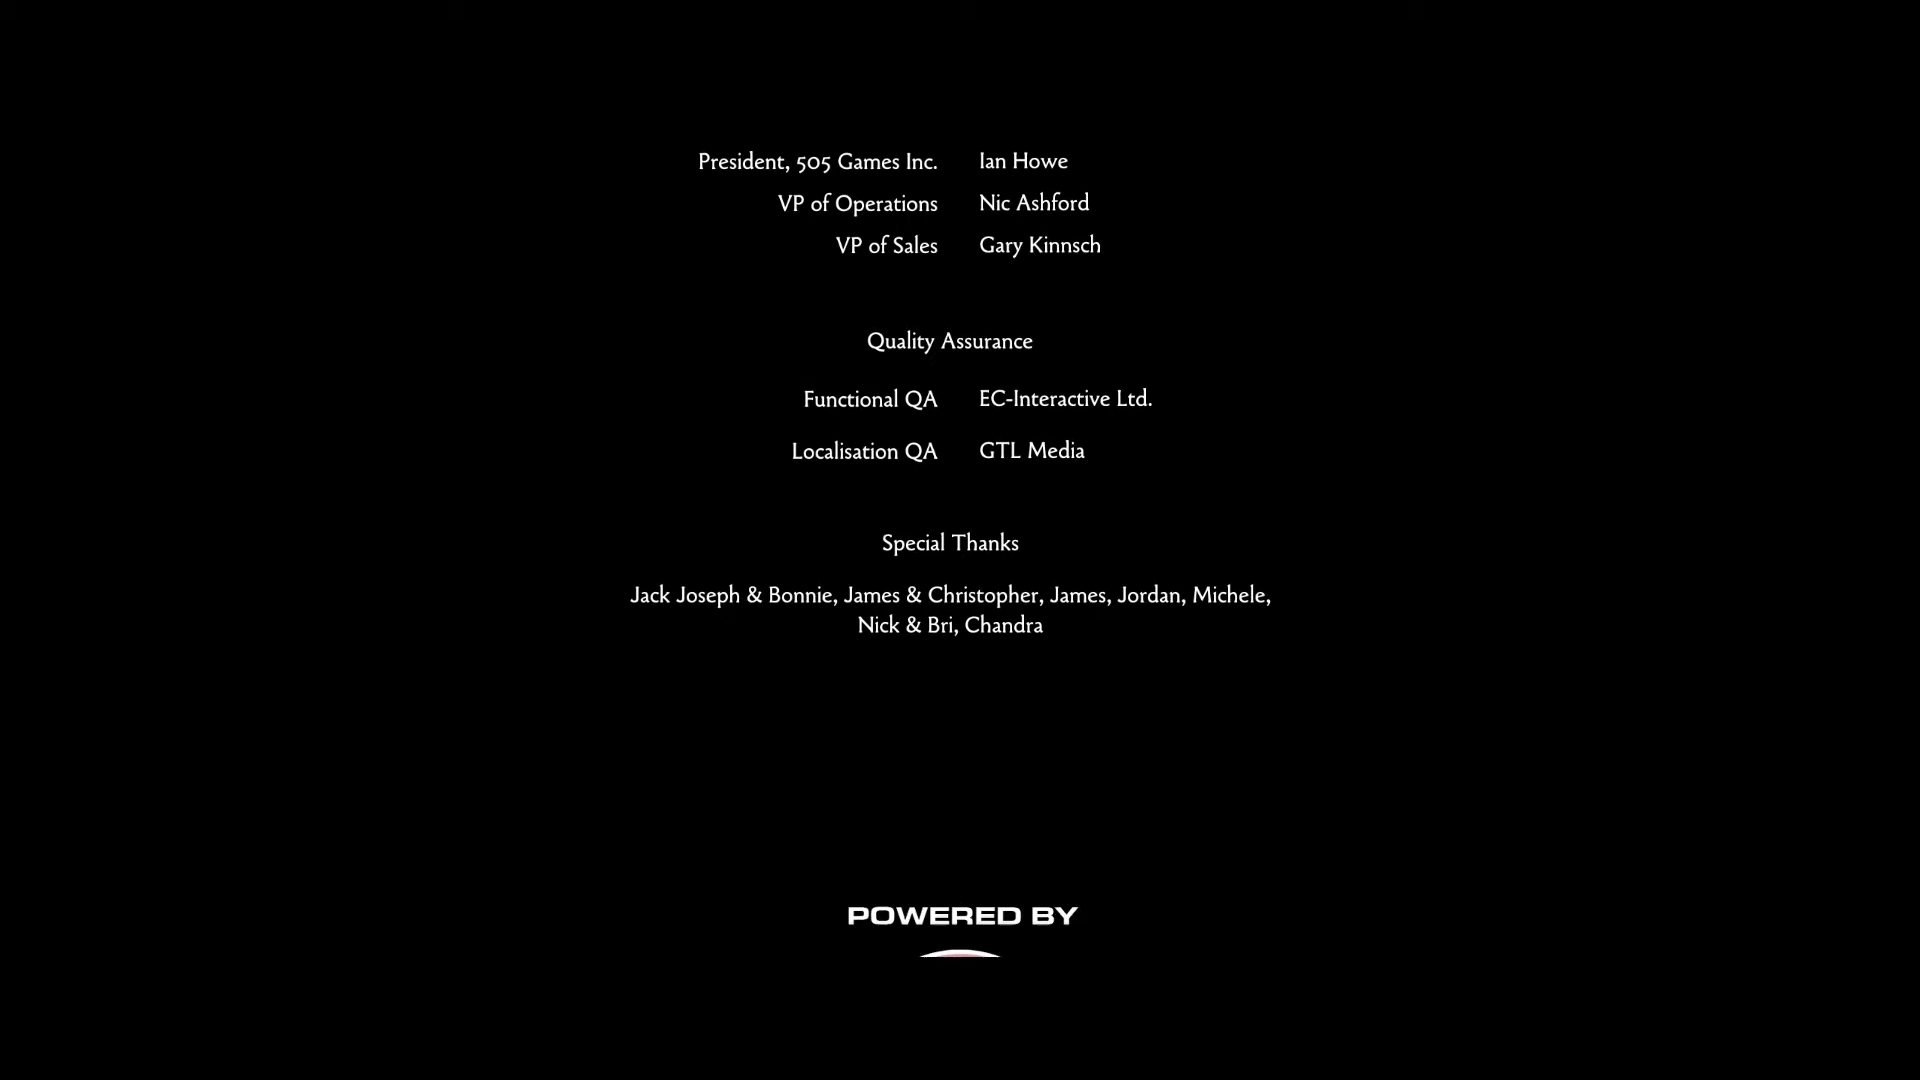 President, 505 Games Inc. Ian Howe
VP of Operations Nic Ashford
VP of Sales Gary Kinnsch
Quality Assurance
Functional QA EC-Interactive Ltd.
Localisation QA GTL Media
Special Thanks
Jack Joseph & Bonnie, James & Christopher, James, Jordan, Michele,
Nick & Bri, Chandra
POWERED BY